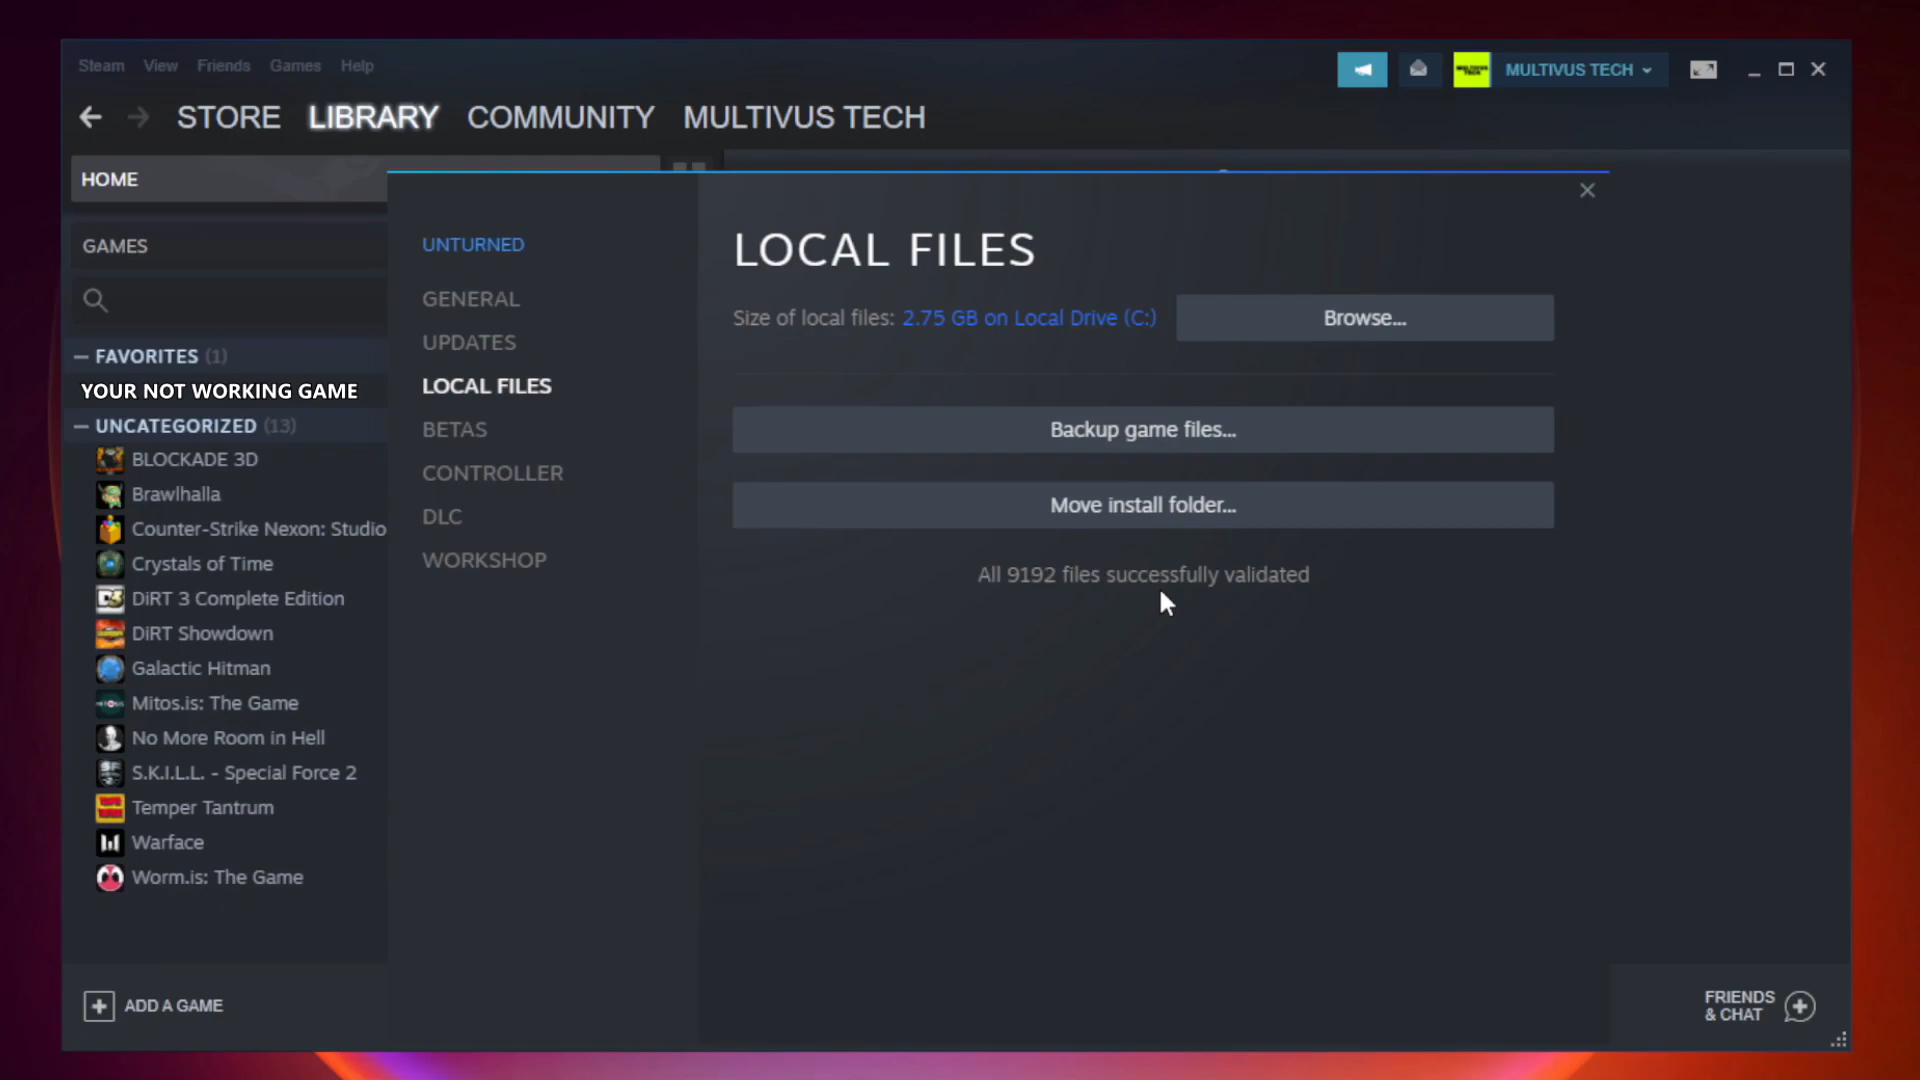 Steam View Friends Games Help
MULTIVUS TECH
STORE LIBRARY COMMUNITY MULTIVUS TECH
HOME
GAMES
— FAVORITES (1)
YOUR NOT WORKING GAME
— UNCATEGORIZED (13)
BLOCKADE 3D
Brawlhalla
Counter-Strike Nexon: Studio
Crystals of Time
DiRT 3 Complete Edition
DiRT Showdown
Galactic Hitman
Mitos.is: The Game
No More Room in Hell
S.K.I.L.L. - Special Force 2
Temper Tantrum
Warface
Worm.is: The Game
ADD A GAME
UNTURNED
GENERAL
UPDATES
LOCAL FILES
BETAS
CONTROLLER
DLC
WORKSHOP
LOCAL FILES
Size of local files: 2.75 GB on Local Drive (C:) Browse...
Backup game files...
Move install folder...
All 9192 files successfully validated
FRIENDS
& CHAT